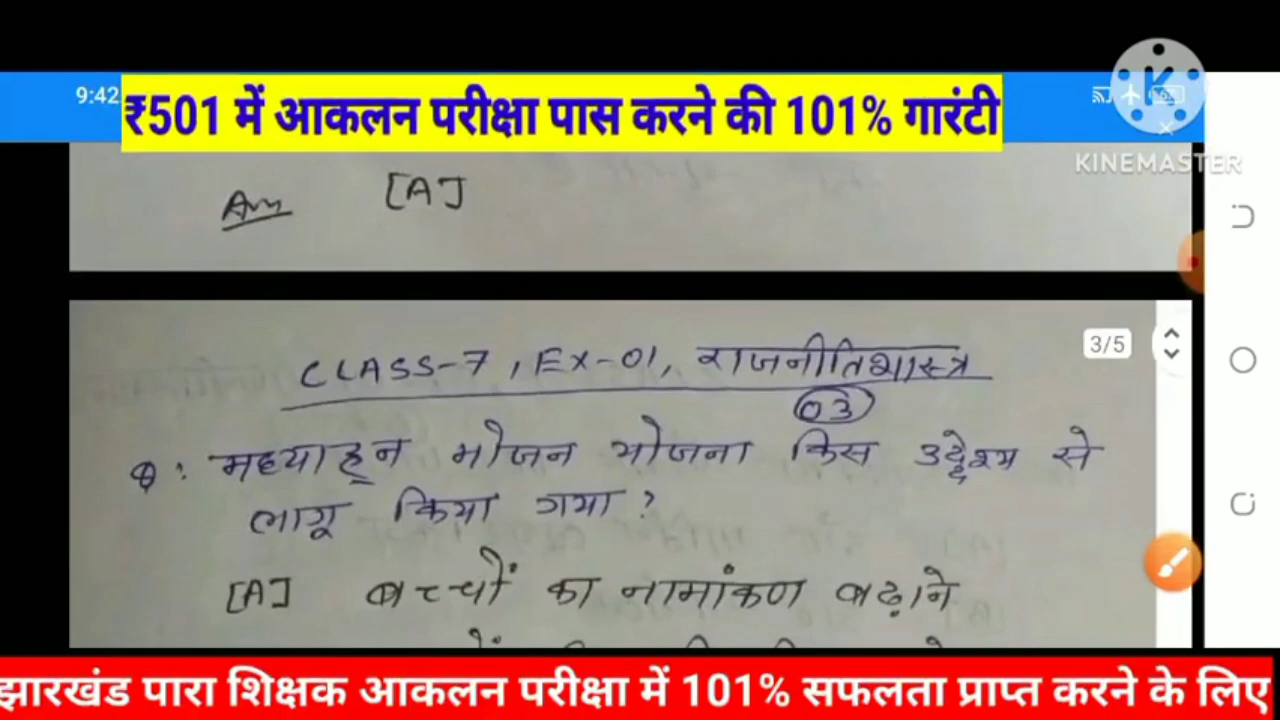 9:42
₹501 में आकलन परीक्षा पास करने की 101% गारंटी
KINEMASTER
Ans [A]
3/5
CLASS-7, EX-01, राजनीतिशास्त्र
03
Q: मध्याह्न भोजन योजना किस उद्देश्य से
लागू किया गया?
[A] बच्चों का नामांकण बढ़ाने
झारखंड पारा शिक्षक आकलन परीक्षा में 101% सफलता प्राप्त करने के लिए